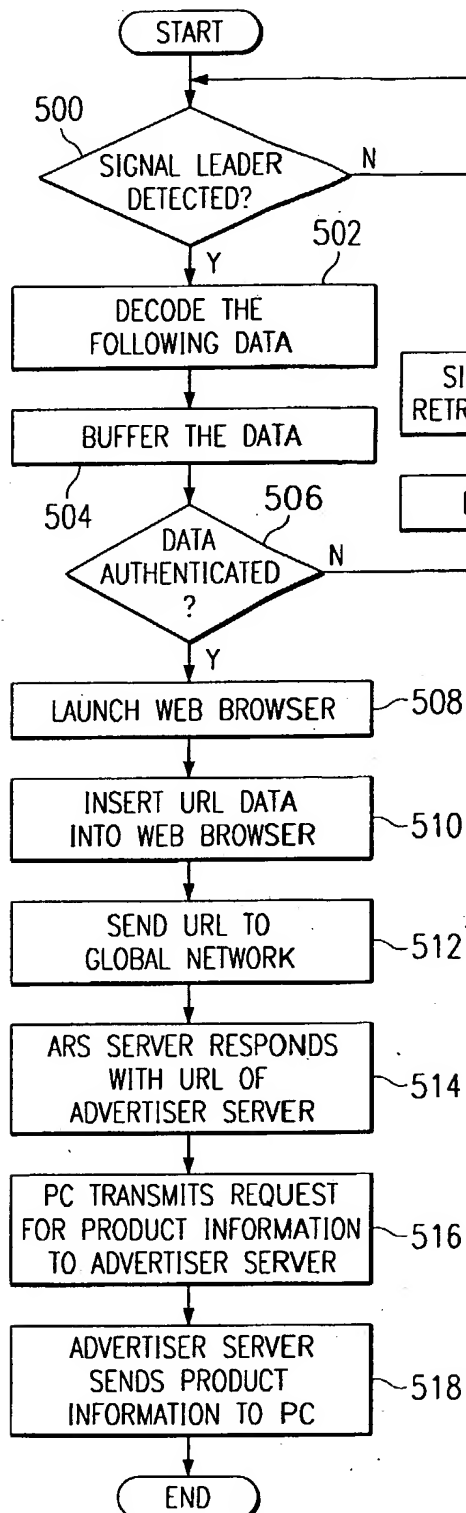 START
500
SIGNAL LEADER
DETECTED?
N
Y
502
DECODE THE
FOLLOWING DATA
BUFFER THE DATA
504
506
DATA
AUTHENTICATED
?
N
Y
LAUNCH WEB BROWSER
508
INSERT URL DATA
INTO WEB BROWSER
510
SEND URL TO
GLOBAL NETWORK
512
ARS SERVER RESPONDS
WITH URL OF
ADVERTISER SERVER
514
PC TRANSMITS REQUEST
FOR PRODUCT INFORMATION
TO ADVERTISER SERVER
516
ADVERTISER SERVER
SENDS PRODUCT
INFORMATION TO PC
518
END